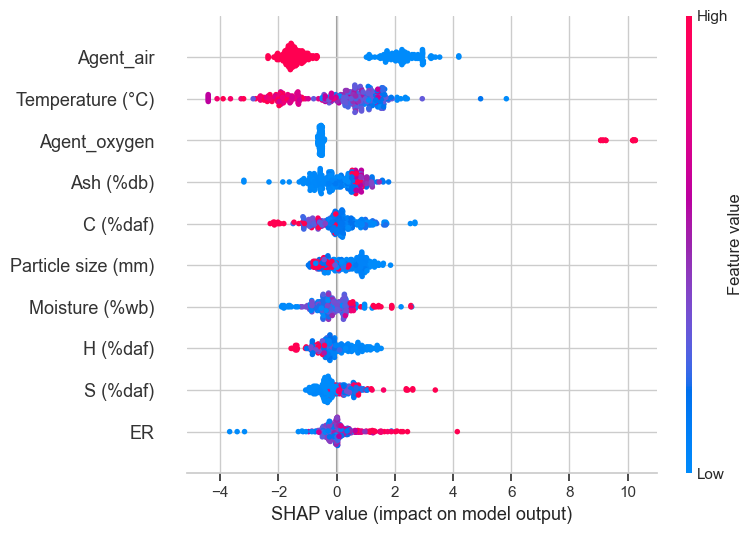 High
Agent_air
Temperature (°C)
Agent_oxygen
Ash (%db)
C (%daf)
Particle size (mm)
Moisture (%wb)
H (%daf)
S (%daf)
ER
Feature value
Low
−4 −2 0 2 4 6 8 10
SHAP value (impact on model output)